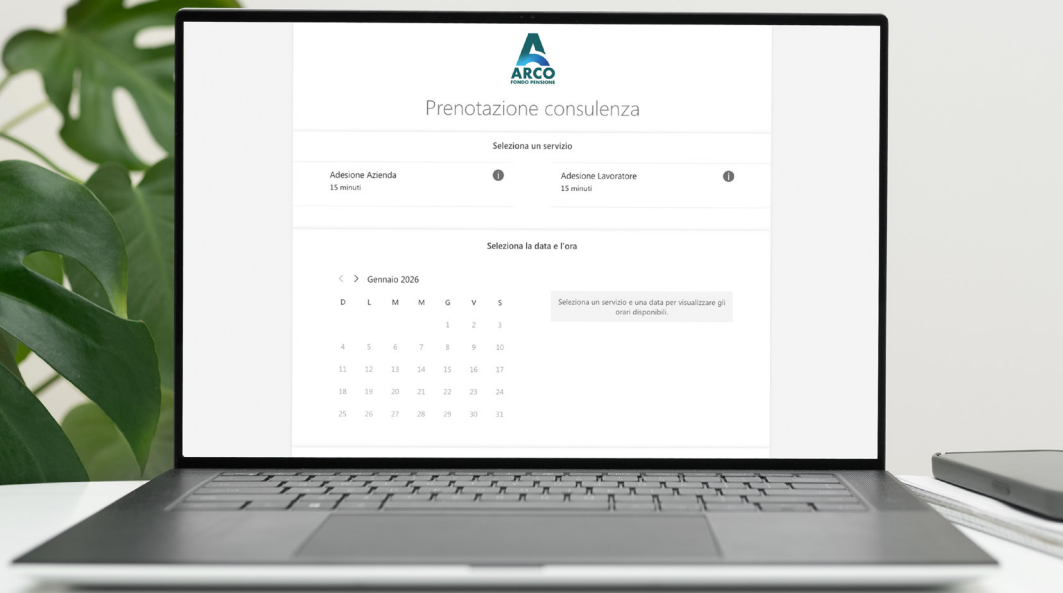 ARCO
FONDO PENSIONE
Prenotazione consulenza
Seleziona un servizio
Adesione Azienda
15 minuti
Adesione Lavoratore
15 minuti
Seleziona la data e l'ora
Gennaio 2026
D L M M G V S
1 2 3
4 5 6 7 8 9 10
11 12 13 14 15 16 17
18 19 20 21 22 23 24
25 26 27 28 29 30 31
Seleziona un servizio e una data per visualizzare gli
orari disponibili.